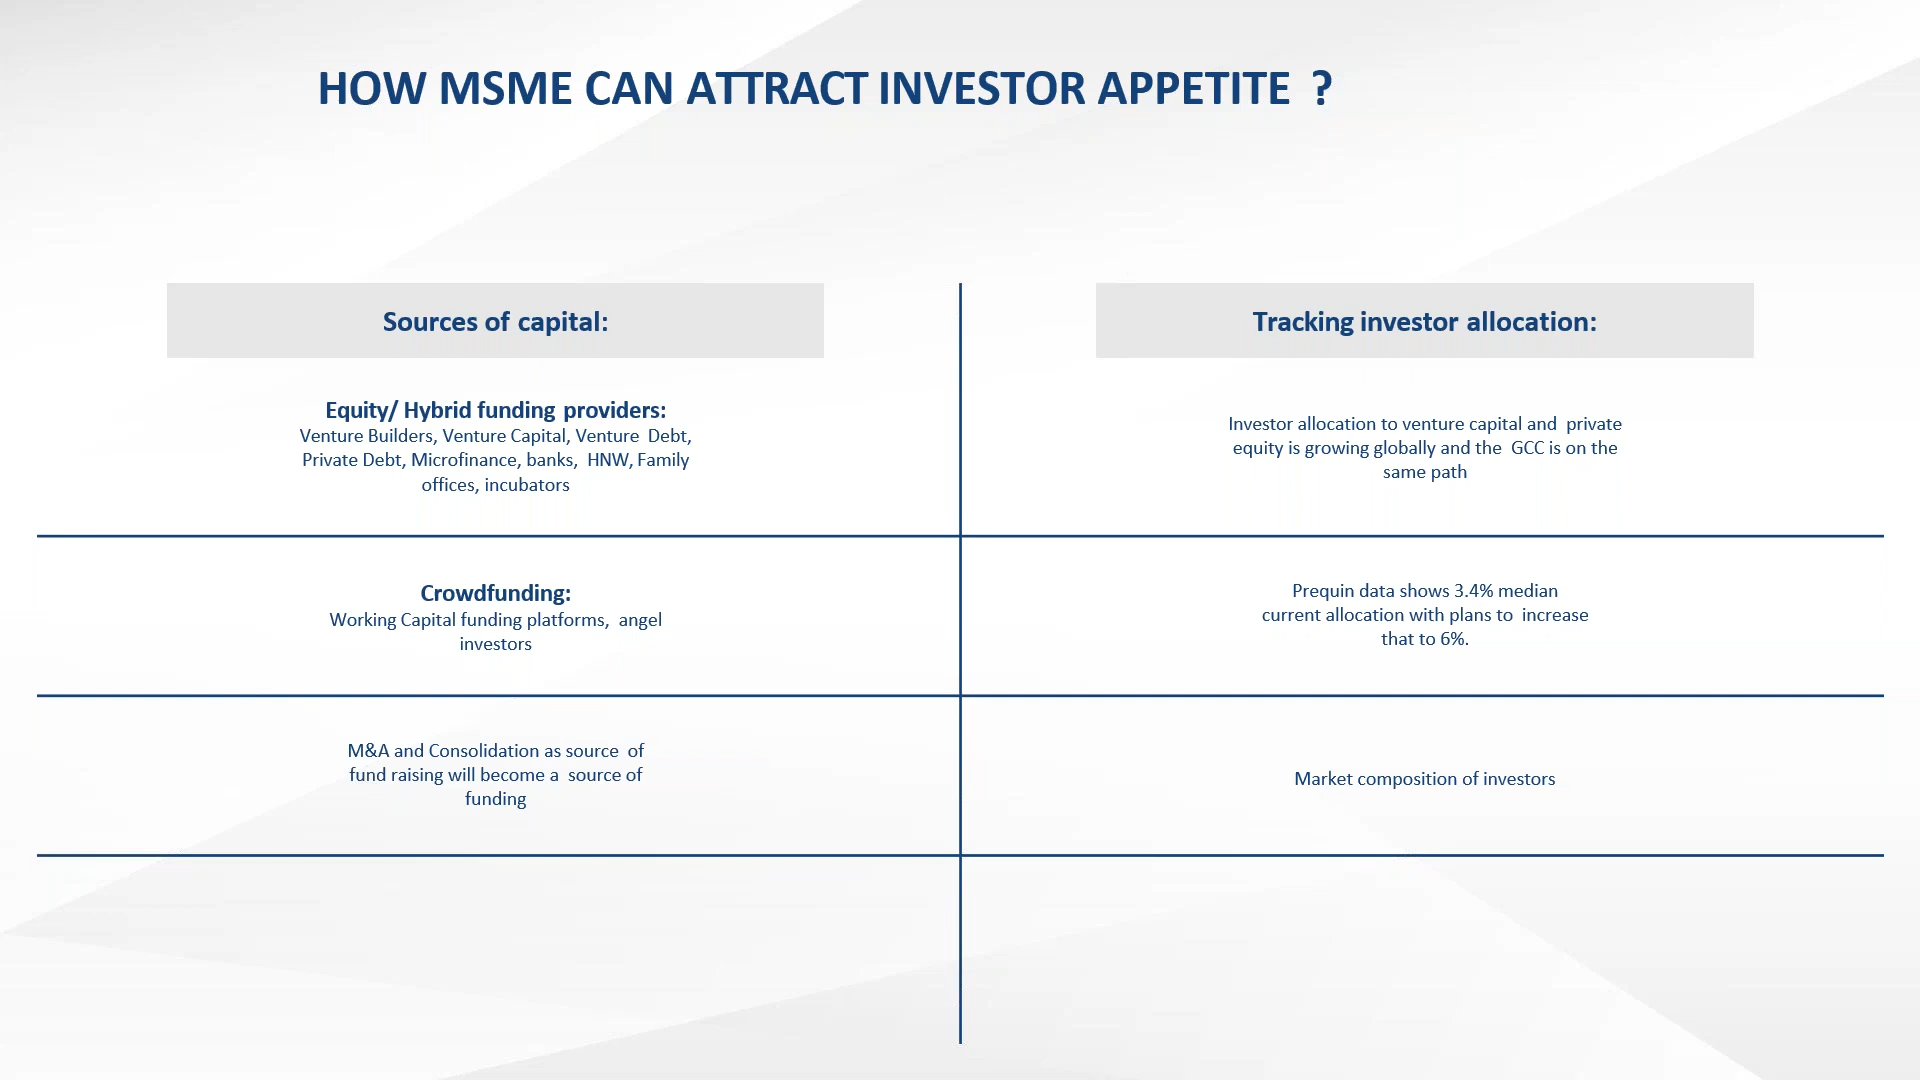 HOW MSME CAN ATTRACT INVESTOR APPETITE ?
Sources of capital:
Equity/ Hybrid funding providers:
Venture Builders, Venture Capital, Venture Debt,
Private Debt, Microfinance, banks, HNW, Family
offices, incubators
Crowdfunding:
Working Capital funding platforms, angel
investors
M&A and Consolidation as source of
fund raising will become a source of
funding
Tracking investor allocation:
Investor allocation to venture capital and private
equity is growing globally and the GCC is on the
same path
Prequin data shows 3.4% median
current allocation with plans to increase
that to 6%.
Market composition of investors